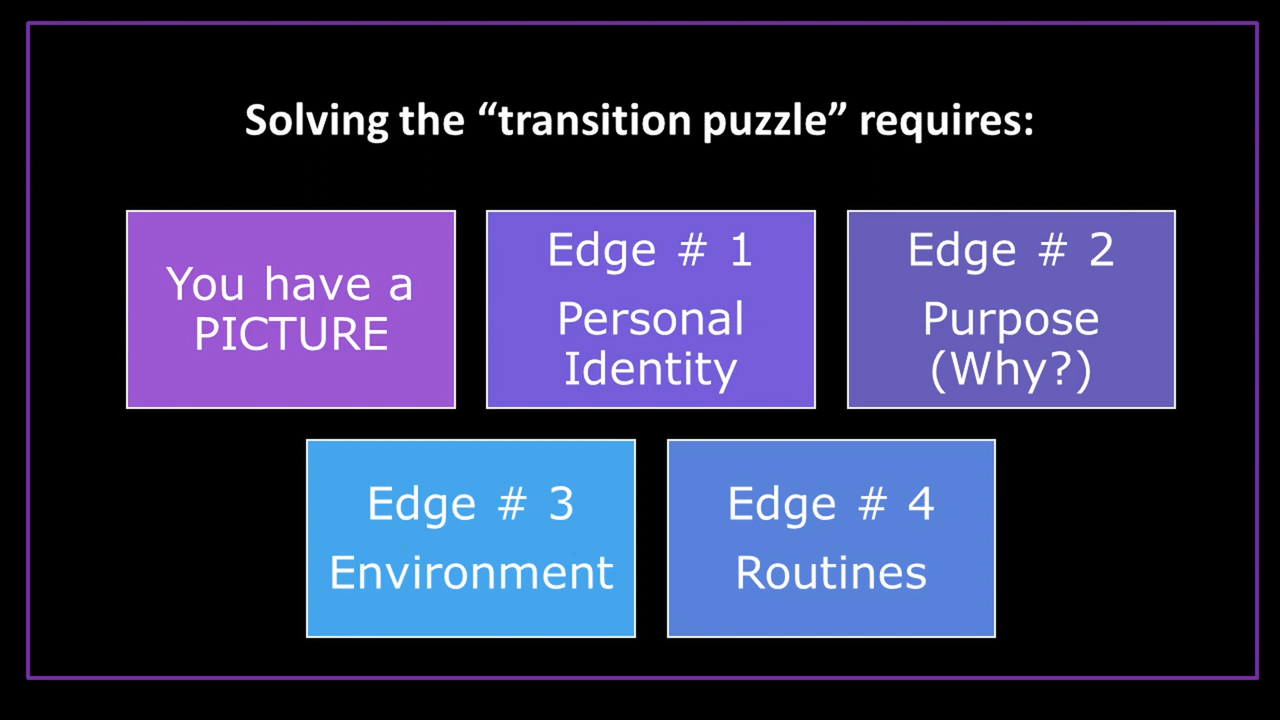 Solving the “transition puzzle” requires:
You have a
PICTURE
Edge # 1
Personal
Identity
Edge # 2
Purpose
(Why?)
Edge # 3
Environment
Edge # 4
Routines